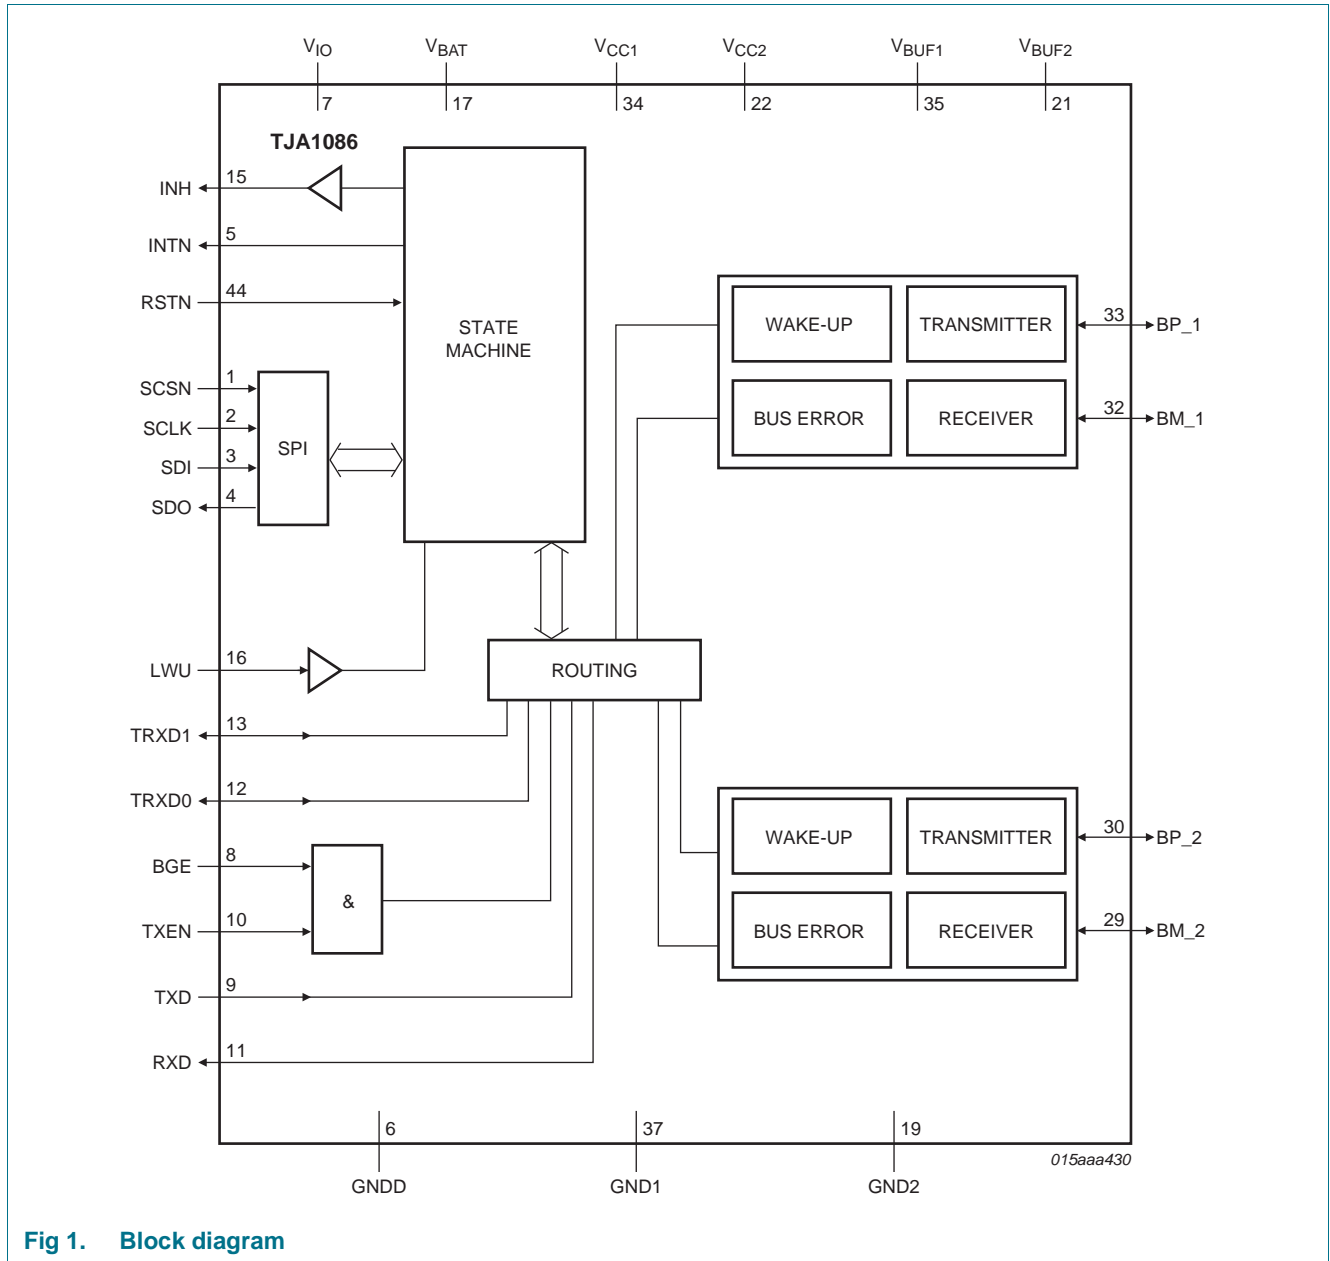 VIO VBAT VCC1 VCC2 VBUF1 VBUF2
7 17 34 22 35 21
TJA1086
INH 15
INTN 5
RSTN 44
STATE
MACHINE
SCSN 1
SCLK 2
SDI 3
SDO 4
SPI
WAKE-UP TRANSMITTER
BUS ERROR RECEIVER
33 BP_1
32 BM_1
LWU 16
ROUTING
TRXD1 13
TRXD0 12
BGE 8
&
TXEN 10
TXD 9
RXD 11
WAKE-UP TRANSMITTER
BUS ERROR RECEIVER
30 BP_2
29 BM_2
6 37 19
GNDD GND1 GND2
015aaa430
Fig 1. Block diagram